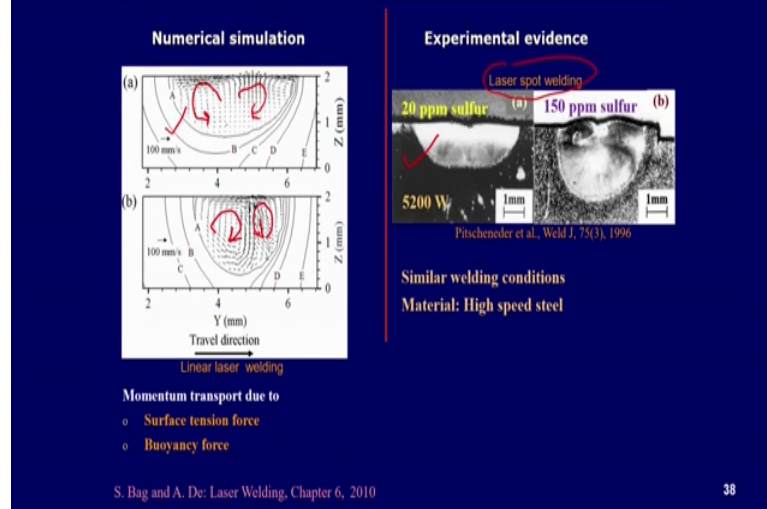 Numerical simulation
Experimental evidence
Laser spot welding
(a)
2
1
0
Z (mm)
A
100 mm/s
B C D E
2 4 6
(b)
2
1
0
Z (mm)
A
100 mm/s B
C
D E
2 4 6
Y (mm)
Travel direction
Linear laser welding
20 ppm sulfur (a)
150 ppm sulfur (b)
5200 W
1mm
1mm
Pitscheneder et al., Weld J, 75(3), 1996
Similar welding conditions
Material: High speed steel
Momentum transport due to
o Surface tension force
o Buoyancy force
S. Bag and A. De: Laser Welding, Chapter 6, 2010
38